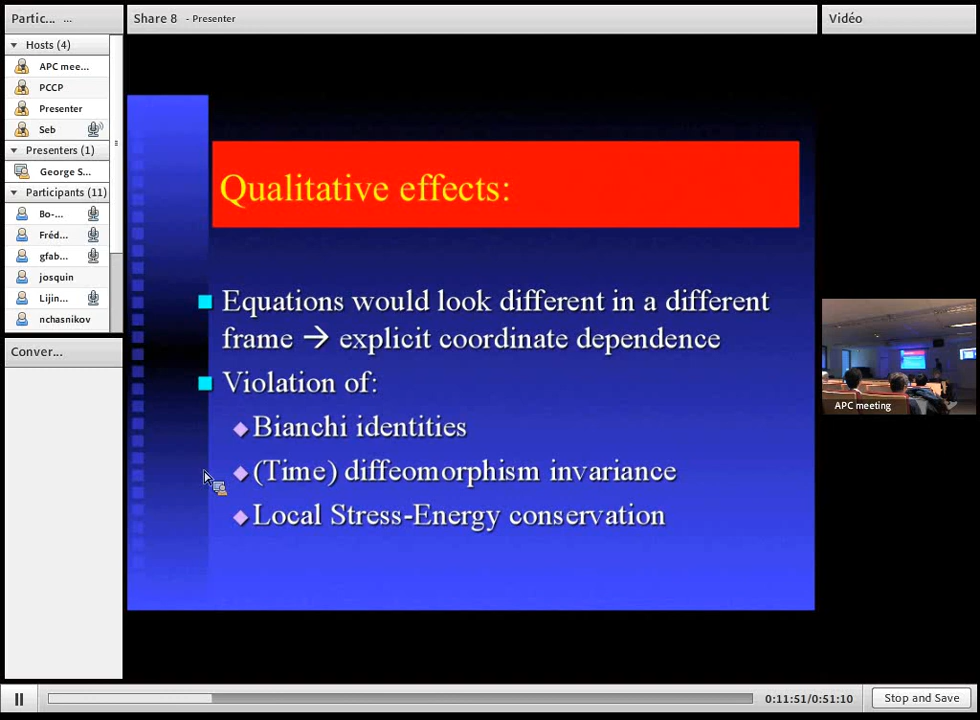 Partic... ...
Hosts (4)
APC mee...
PCCP
Presenter
Seb
Presenters (1)
George S...
Participants (11)
Bo-...
Fréd...
gfab...
josquin
Lijin...
nchasnikov
Conver...
Share 8 - Presenter
Qualitative effects:
Equations would look different in a different
frame → explicit coordinate dependence
Violation of:
Bianchi identities
(Time) diffeomorphism invariance
Local Stress-Energy conservation
Vidéo
APC meeting
0:11:51/0:51:10
Stop and Save